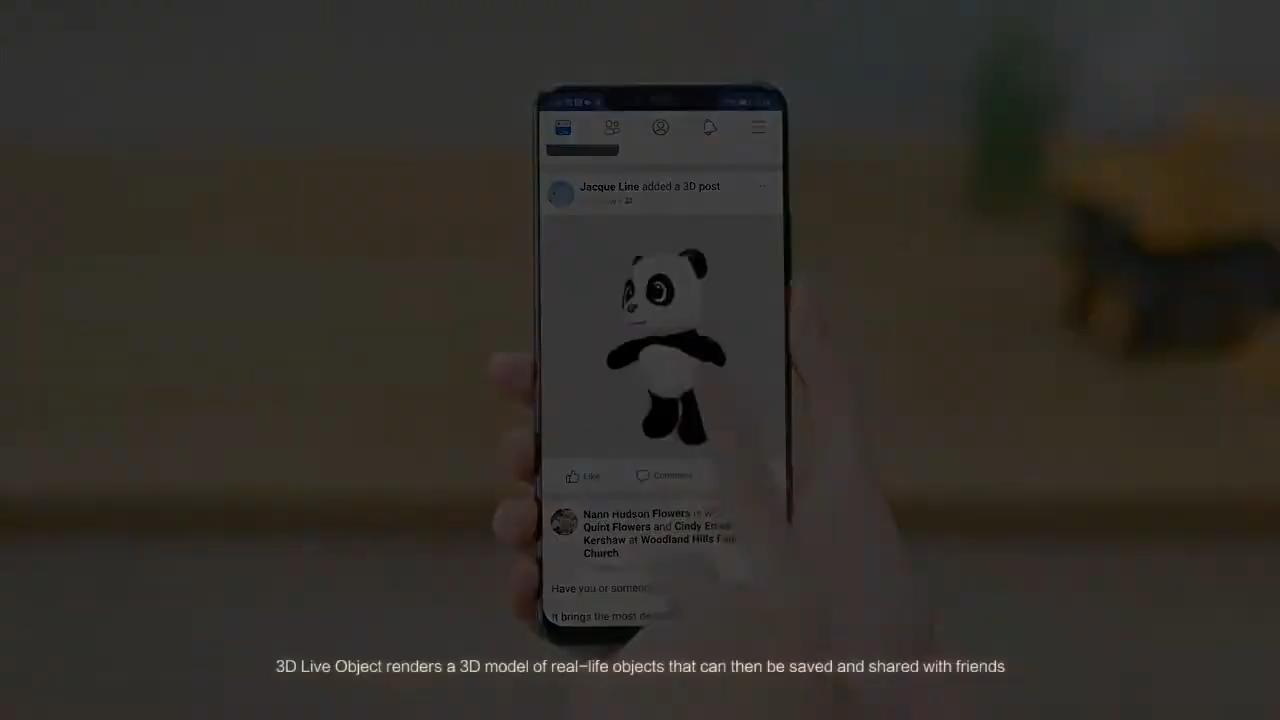 Jacque Line added a 3D post
Like
Comment
Nann Hudson Flowers is
Quint Flowers and Cindy
Kershaw at Woodland Hills
Church
Have you or
It brings the most
3D Live Object renders a 3D model of real-life objects that can then be saved and shared with friends